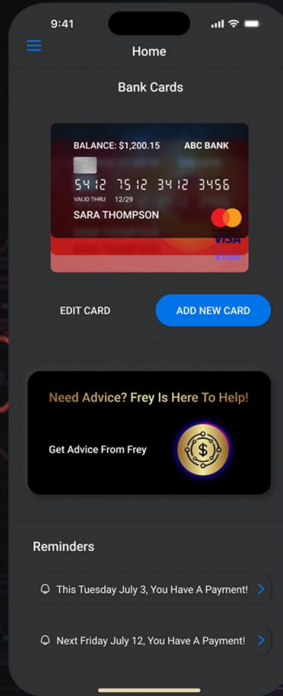 9:41
Home
Bank Cards
BALANCE: $1,200.15 ABC BANK
5412 7512 3412 3456
VALID THRU 12/29
SARA THOMPSON
VISA
VISA
EDIT CARD ADD NEW CARD
Need Advice? Frey Is Here To Help!
Get Advice From Frey
$
Reminders
This Tuesday July 3, You Have A Payment!
Next Friday July 12, You Have A Payment!